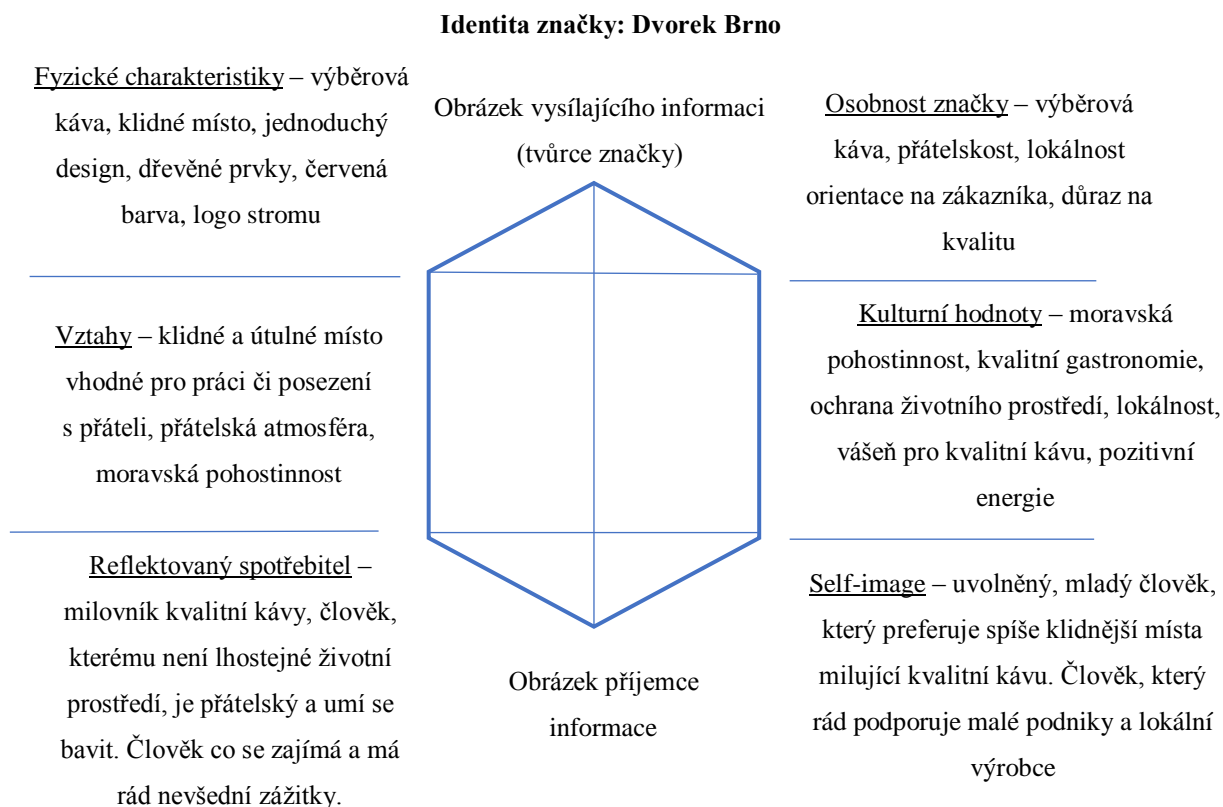 Identita značky: Dvorek Brno
Fyzické charakteristiky – výběrová
káva, klidné místo, jednoduchý
design, dřevěné prvky, červená
barva, logo stromu
Obrázek vysílajícího informaci
(tvůrce značky)
Osobnost značky – výběrová
káva, přátelskost, lokálnost
orientace na zákazníka, důraz na
kvalitu
Vztahy – klidné a útulné místo
vhodné pro práci či posezení
s přáteli, přátelská atmosféra,
moravská pohostinnost
Kulturní hodnoty – moravská
pohostinnost, kvalitní gastronomie,
ochrana životního prostředí, lokálnost,
vášeň pro kvalitní kávu, pozitivní
energie
Reflektovaný spotřebitel –
milovník kvalitní kávy, člověk,
kterému není lhostejné životní
prostředí, je přátelský a umí se
bavit. Člověk co se zajímá a má
rád nevšední zážitky.
Obrázek příjemce
informace
Self-image – uvolněný, mladý člověk,
který preferuje spíše klidnější místa
milující kvalitní kávu. Člověk, který
rád podporuje malé podniky a lokální
výrobce